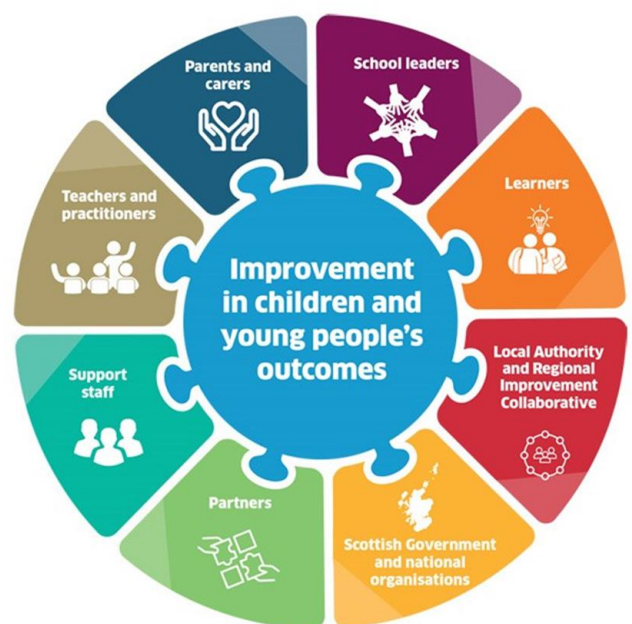 Parents and
carers
School leaders
Learners
Local Authority
and Regional
Improvement
Collaborative
Scottish Government
and national
organisations
Partners
Support
staff
Teachers and
practitioners
Improvement
in children and
young people's
outcomes